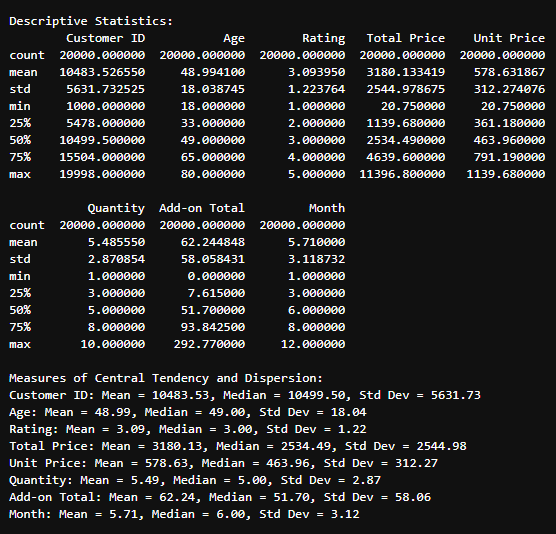 Descriptive Statistics:
Customer ID Age Rating Total Price Unit Price
count 20000.000000 20000.000000 20000.000000 20000.000000 20000.000000
mean 10483.526550 48.994100 3.093950 3180.133419 578.631867
std 5631.732525 18.038745 1.223764 2544.978675 312.274076
min 1000.000000 18.000000 1.000000 20.750000 20.750000
25% 5478.000000 33.000000 2.000000 1139.680000 361.180000
50% 10499.500000 49.000000 3.000000 2534.490000 463.960000
75% 15504.000000 65.000000 4.000000 4639.600000 791.190000
max 19998.000000 80.000000 5.000000 11396.800000 1139.680000
Quantity Add-on Total Month
count 20000.000000 20000.000000 20000.000000
mean 5.485550 62.244848 5.710000
std 2.870854 58.058431 3.118732
min 1.000000 0.000000 1.000000
25% 3.000000 7.615000 3.000000
50% 5.000000 51.700000 6.000000
75% 8.000000 93.842500 8.000000
max 10.000000 292.770000 12.000000
Measures of Central Tendency and Dispersion:
Customer ID: Mean = 10483.53, Median = 10499.50, Std Dev = 5631.73
Age: Mean = 48.99, Median = 49.00, Std Dev = 18.04
Rating: Mean = 3.09, Median = 3.00, Std Dev = 1.22
Total Price: Mean = 3180.13, Median = 2534.49, Std Dev = 2544.98
Unit Price: Mean = 578.63, Median = 463.96, Std Dev = 312.27
Quantity: Mean = 5.49, Median = 5.00, Std Dev = 2.87
Add-on Total: Mean = 62.24, Median = 51.70, Std Dev = 58.06
Month: Mean = 5.71, Median = 6.00, Std Dev = 3.12